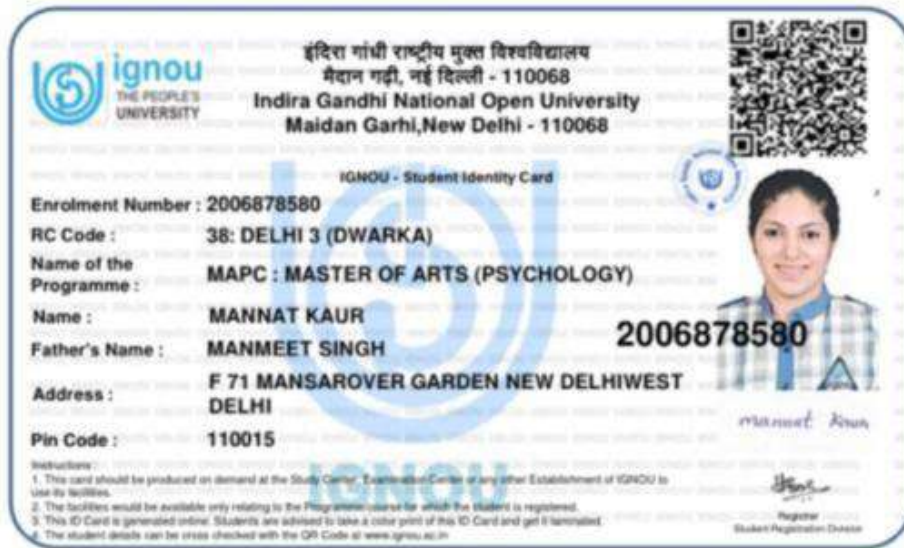 ignou
THE PEOPLE'S
UNIVERSITY
इंदिरा गांधी राष्ट्रीय मुक्त विश्वविद्यालय
मैदान गढ़ी, नई दिल्ली - 110068
Indira Gandhi National Open University
Maidan Garhi,New Delhi - 110068
IGNOU - Student Identity Card
Enrolment Number : 2006878580
RC Code : 38: DELHI 3 (DWARKA)
Name of the Programme : MAPC : MASTER OF ARTS (PSYCHOLOGY)
Name : MANNAT KAUR
Father's Name : MANMEET SINGH
Address : F 71 MANSAROVER GARDEN NEW DELHIWEST
DELHI
Pin Code : 110015
2006878580
mannat Kaur
Instructions :
1. This card should be produced on demand at the Study Center, Examination Center or any other Establishment of IGNOU to
use its facilities.
2. The facilities would be available only relating to the Programme/course for which the student is registered.
3. This ID Card is generated online. Students are advised to take a color print of this ID Card and get it laminated.
4. The student details can be cross checked with the QR Code at www.ignou.ac.in
Registrar
Student Registration Division
IGNOU